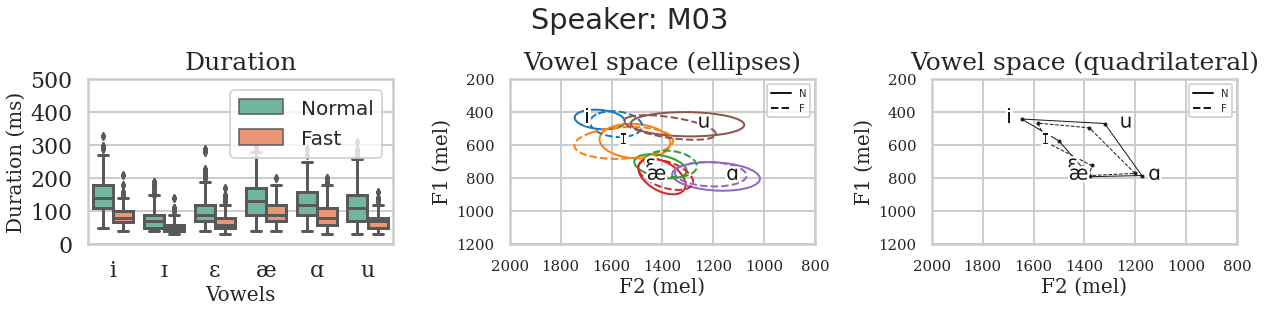 Speaker: M03
Duration
Duration (ms)
500
400
300
200
100
0
Normal
Fast
i ɪ ɛ æ ɑ u
Vowels
Vowel space (ellipses)
F1 (mel)
200
400
600
800
1000
1200
N
F
i
u
ɪ
ɛ
æ
ɑ
2000 1800 1600 1400 1200 1000 800
F2 (mel)
Vowel space (quadrilateral)
F1 (mel)
200
400
600
800
1000
1200
N
F
i
u
ɪ
ɛ
æ
ɑ
2000 1800 1600 1400 1200 1000 800
F2 (mel)